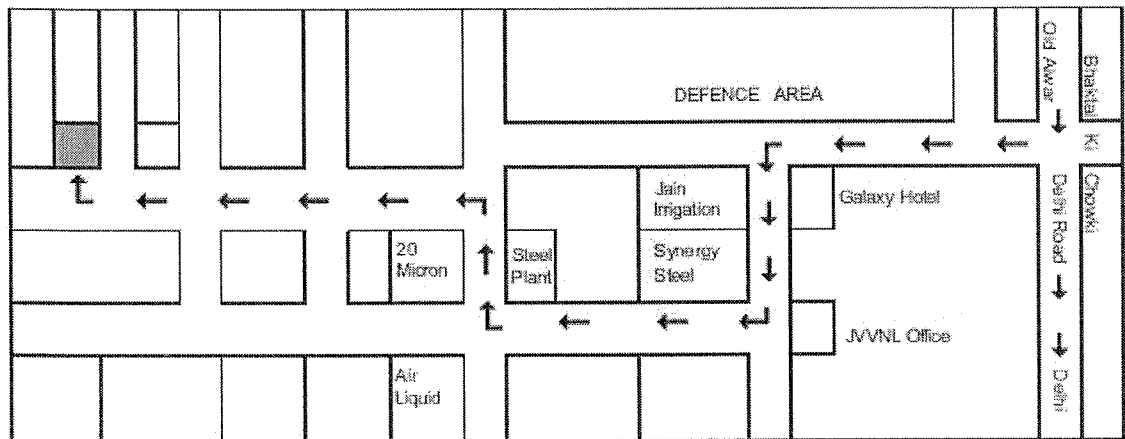 DEFENCE AREA
Old Alwar
Delhi Road
Delhi
Bhaktal Ki
Chowki
Jain
Irrigation
Galaxy Hotel
20
Micron
Steel
Plant
Synergy
Steel
JVVNL Office
Air
Liquid